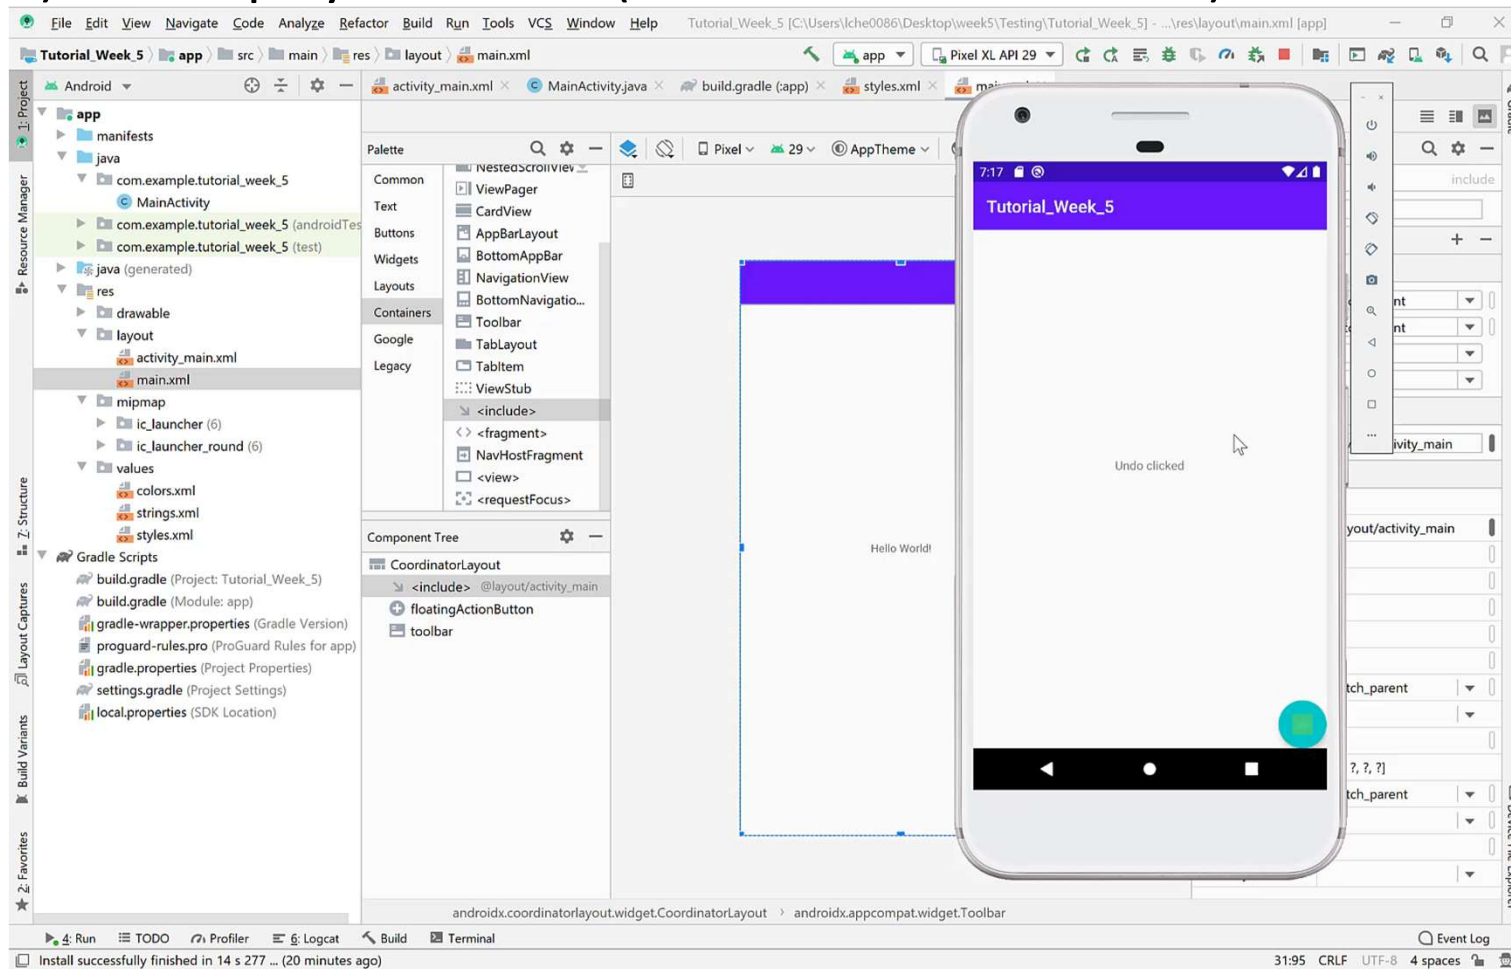 File Edit View Navigate Code Analyze Refactor Build Run Tools VCS Window Help Tutorial_Week_5 [C:\Users\lche0086\Desktop\week5\Testing\Tutorial_Week_5] - ...\res\layout\main.xml [app]
Tutorial_Week_5 app src main res layout main.xml app Pixel XL API 29
Android activity_main.xml MainActivity.java build.gradle (:app) styles.xml
1: Project
Resource Manager
7: Structure
Layout Captures
Build Variants
2: Favorites
app
manifests
java
com.example.tutorial_week_5
MainActivity
com.example.tutorial_week_5 (androidTes
com.example.tutorial_week_5 (test)
java (generated)
res
drawable
layout
activity_main.xml
main.xml
mipmap
ic_launcher (6)
ic_launcher_round (6)
values
colors.xml
strings.xml
styles.xml
Gradle Scripts
build.gradle (Project: Tutorial_Week_5)
build.gradle (Module: app)
gradle-wrapper.properties (Gradle Version)
proguard-rules.pro (ProGuard Rules for app)
gradle.properties (Project Properties)
settings.gradle (Project Settings)
local.properties (SDK Location)
Palette
Common
Text
Buttons
Widgets
Layouts
Containers
Google
Legacy
NestedScrollView
ViewPager
CardView
AppBarLayout
BottomAppBar
NavigationView
BottomNavigatio...
Toolbar
TabLayout
TabItem
ViewStub
<include>
<fragment>
NavHostFragment
<view>
<requestFocus>
Component Tree
CoordinatorLayout
<include> @layout/activity_main
floatingActionButton
toolbar
Pixel 29 AppTheme
Hello World!
7:17
Tutorial_Week_5
Undo clicked
include
nt
nt
ivity_main
yout/activity_main
tch_parent
?, ?, ?]
tch_parent
androidx.coordinatorlayout.widget.CoordinatorLayout androidx.appcompat.widget.Toolbar
4: Run TODO Profiler 6: Logcat Build Terminal Event Log
Install successfully finished in 14 s 277 ... (20 minutes ago) 31:95 CRLF UTF-8 4 spaces